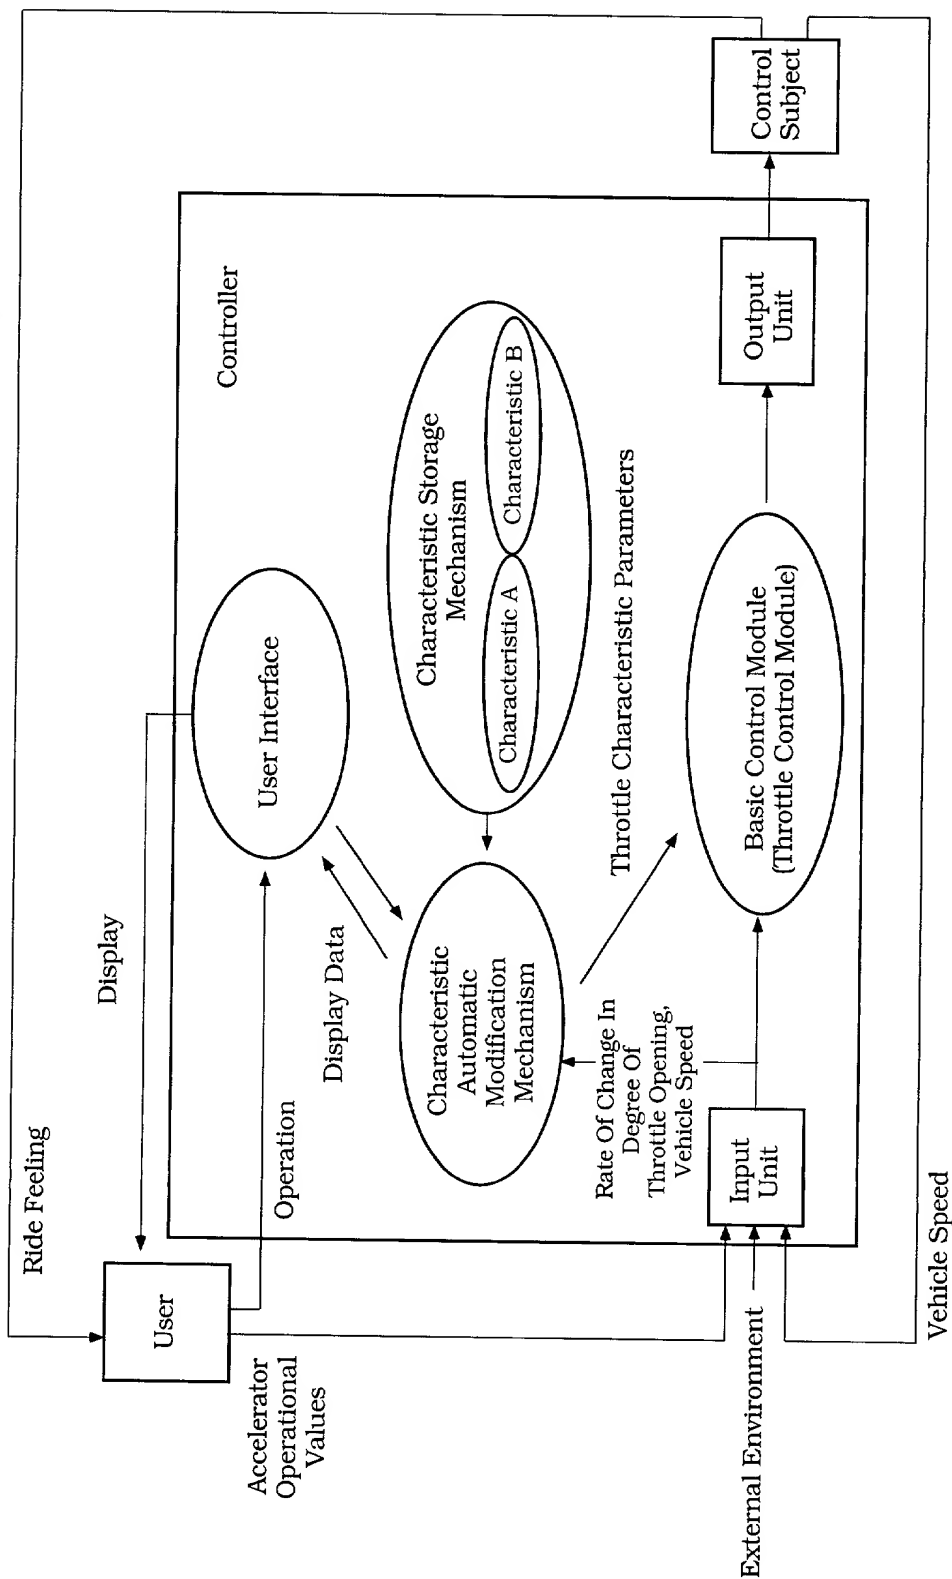 Ride Feeling
Display
User
Operation
Accelerator
Operational
Values
Controller
User Interface
Display Data
Characteristic Storage
Mechanism
Characteristic A
Characteristic B
Characteristic
Automatic
Modification
Mechanism
Throttle Characteristic Parameters
Rate Of Change In
Degree Of
Throttle Opening,
Vehicle Speed
Input
Unit
Basic Control Module
(Throttle Control Module)
Output
Unit
Control
Subject
External Environment
Vehicle Speed